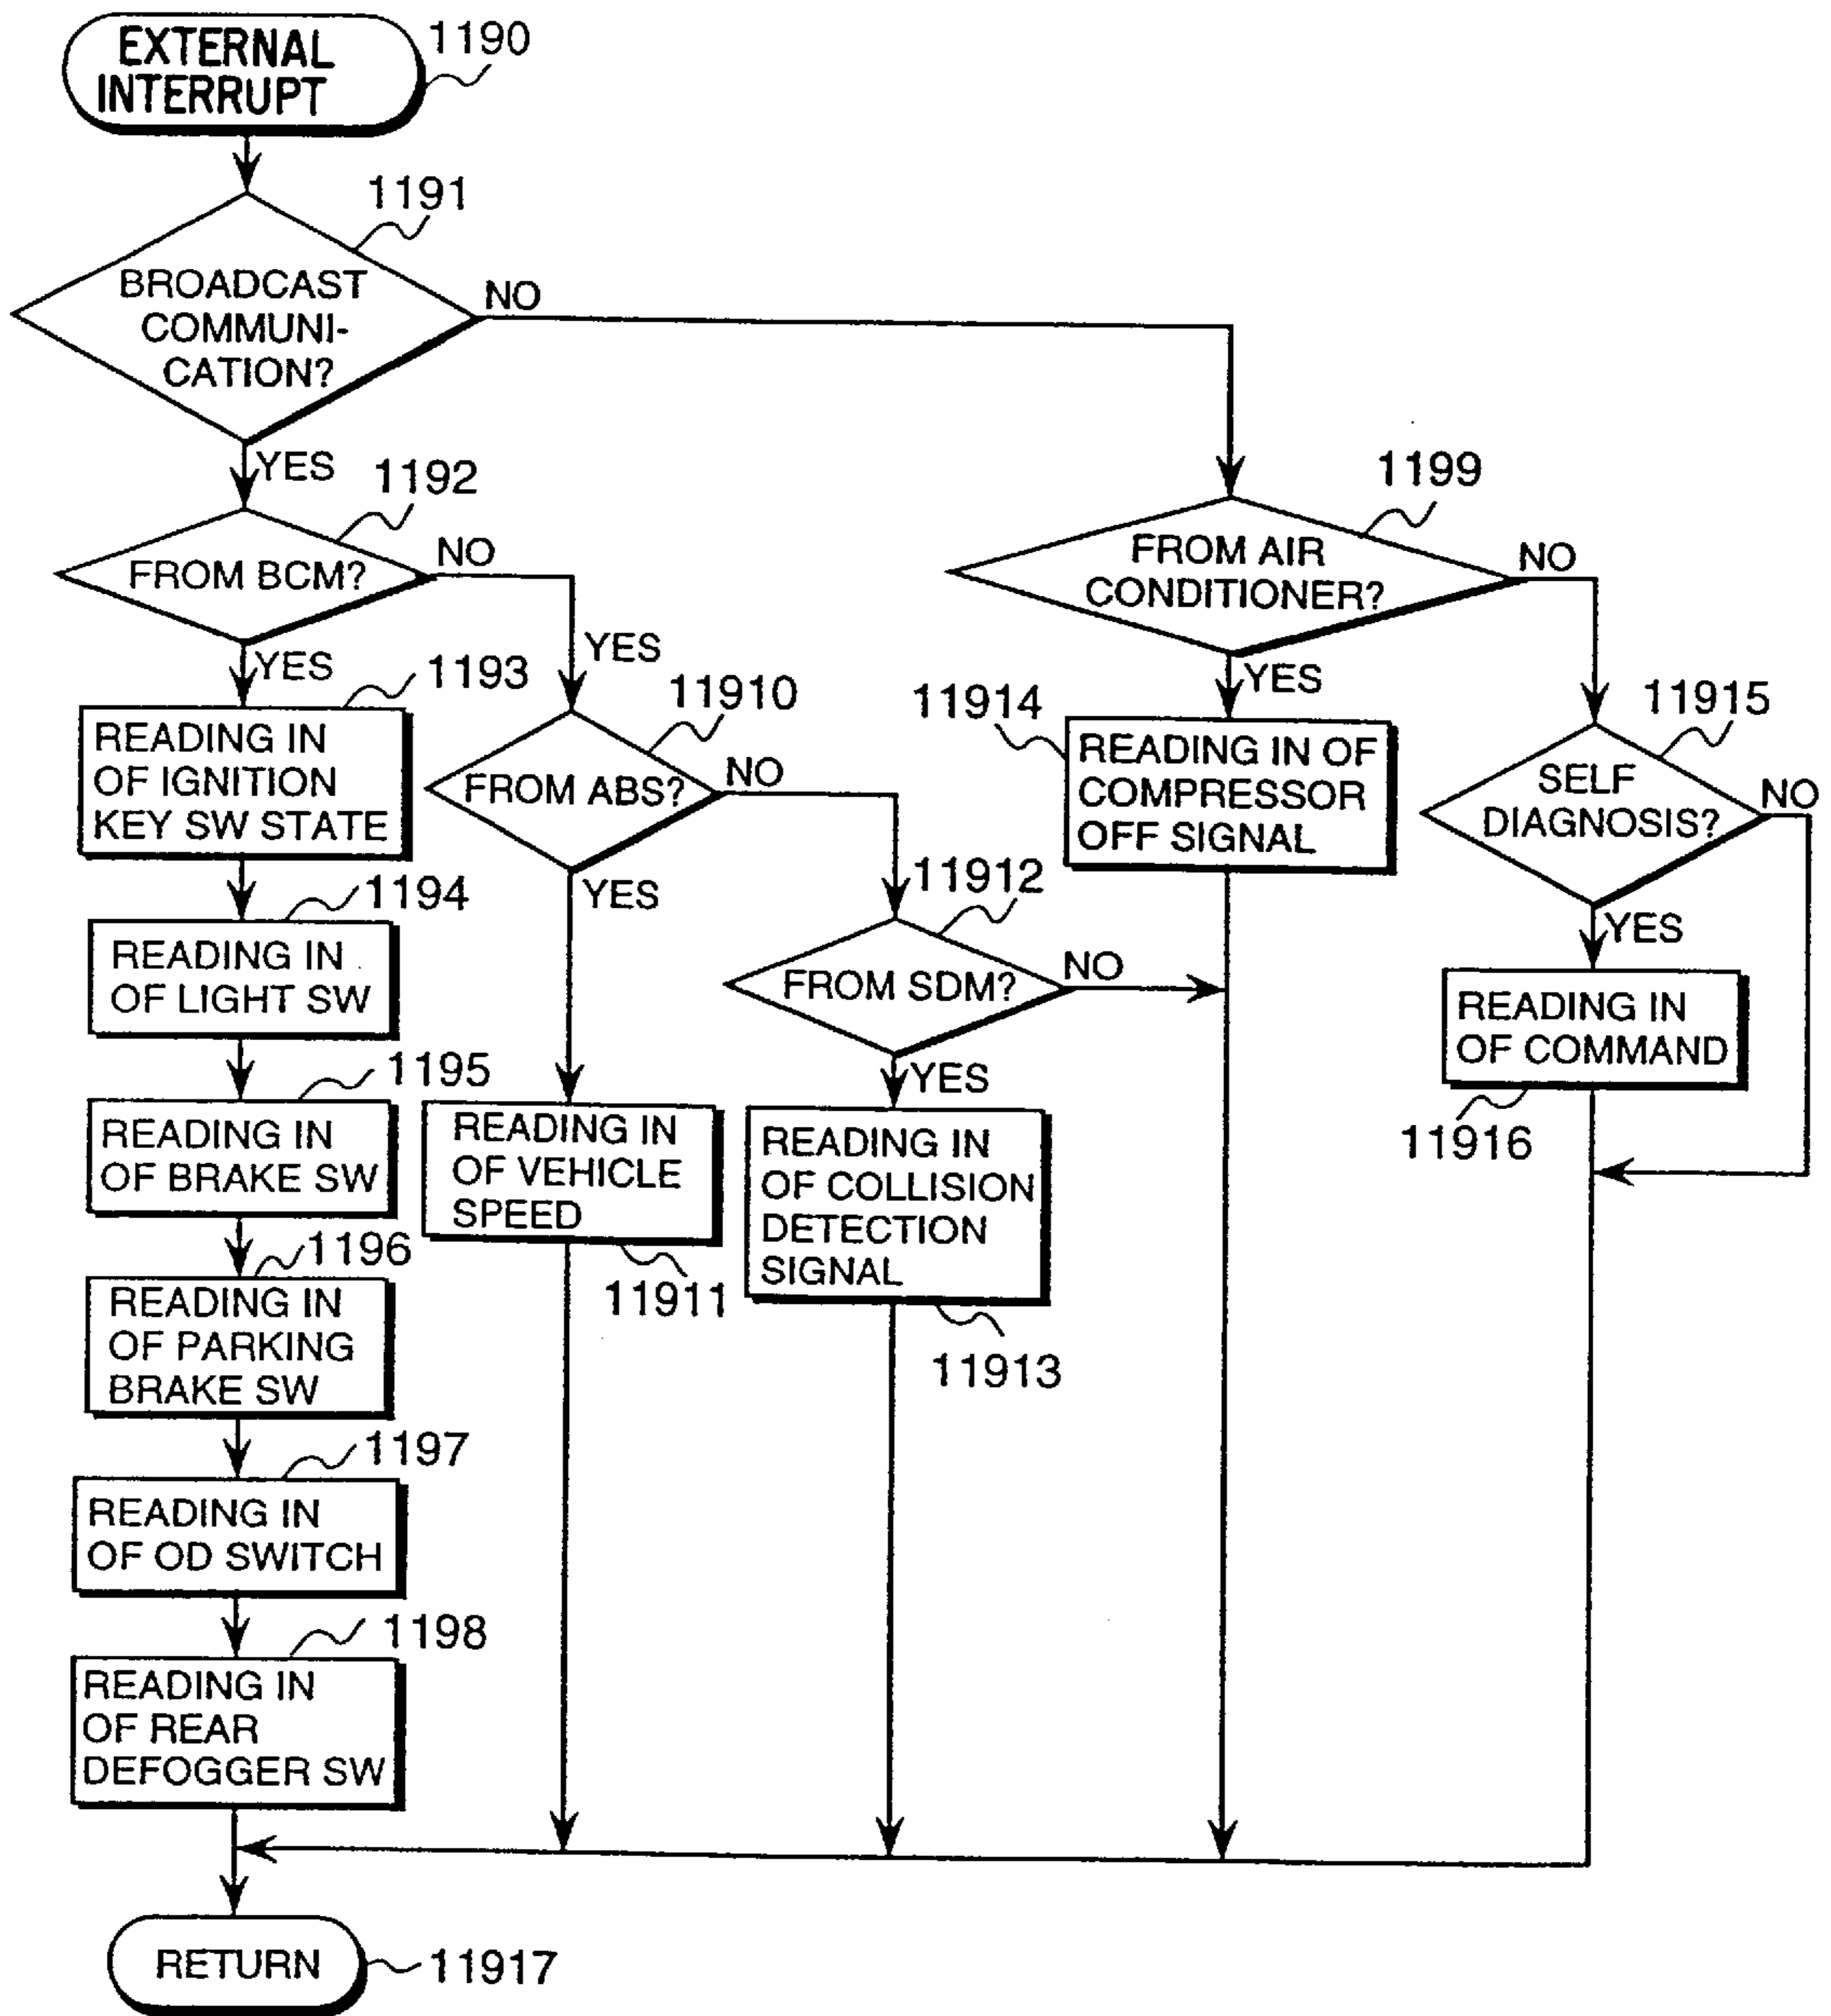 EXTERNAL
INTERRUPT
1190
1191
BROADCAST
COMMUNI-
CATION?
NO
YES
1192
FROM BCM?
NO
YES
YES
1193
READING IN
OF IGNITION
KEY SW STATE
1194
READING IN
OF LIGHT SW
1195
READING IN
OF BRAKE SW
1196
READING IN
OF PARKING
BRAKE SW
1197
READING IN
OF OD SWITCH
1198
READING IN
OF REAR
DEFOGGER SW
11910
FROM ABS?
NO
YES
READING IN
OF VEHICLE
SPEED
11911
11912
FROM SDM?
NO
YES
READING IN
OF COLLISION
DETECTION
SIGNAL
11913
1199
FROM AIR
CONDITIONER?
NO
YES
11914
READING IN OF
COMPRESSOR
OFF SIGNAL
11915
SELF
DIAGNOSIS?
NO
YES
READING IN
OF COMMAND
11916
RETURN
11917